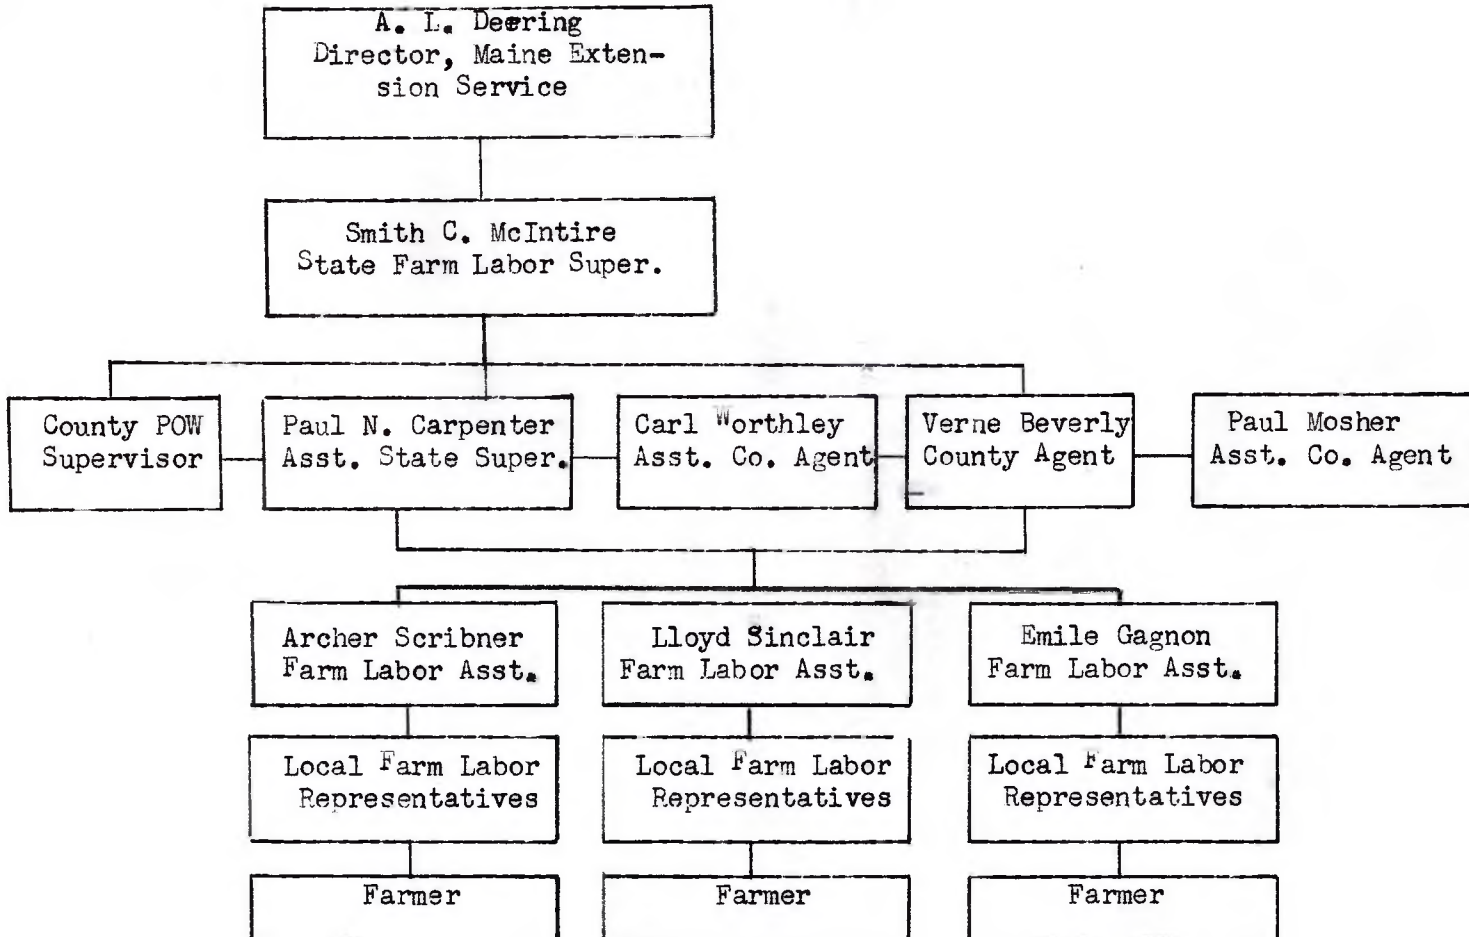 A. L. Deering
Director, Maine Exten-
sion Service
Smith C. McIntire
State Farm Labor Super.
County POW
Supervisor
Paul N. Carpenter
Asst. State Super.
Carl Worthley
Asst. Co. Agent
Verne Beverly
County Agent
Paul Mosher
Asst. Co. Agent
Archer Scribner
Farm Labor Asst.
Lloyd Sinclair
Farm Labor Asst.
Emile Gagnon
Farm Labor Asst.
Local Farm Labor
Representatives
Local Farm Labor
Representatives
Local Farm Labor
Representatives
Farmer
Farmer
Farmer